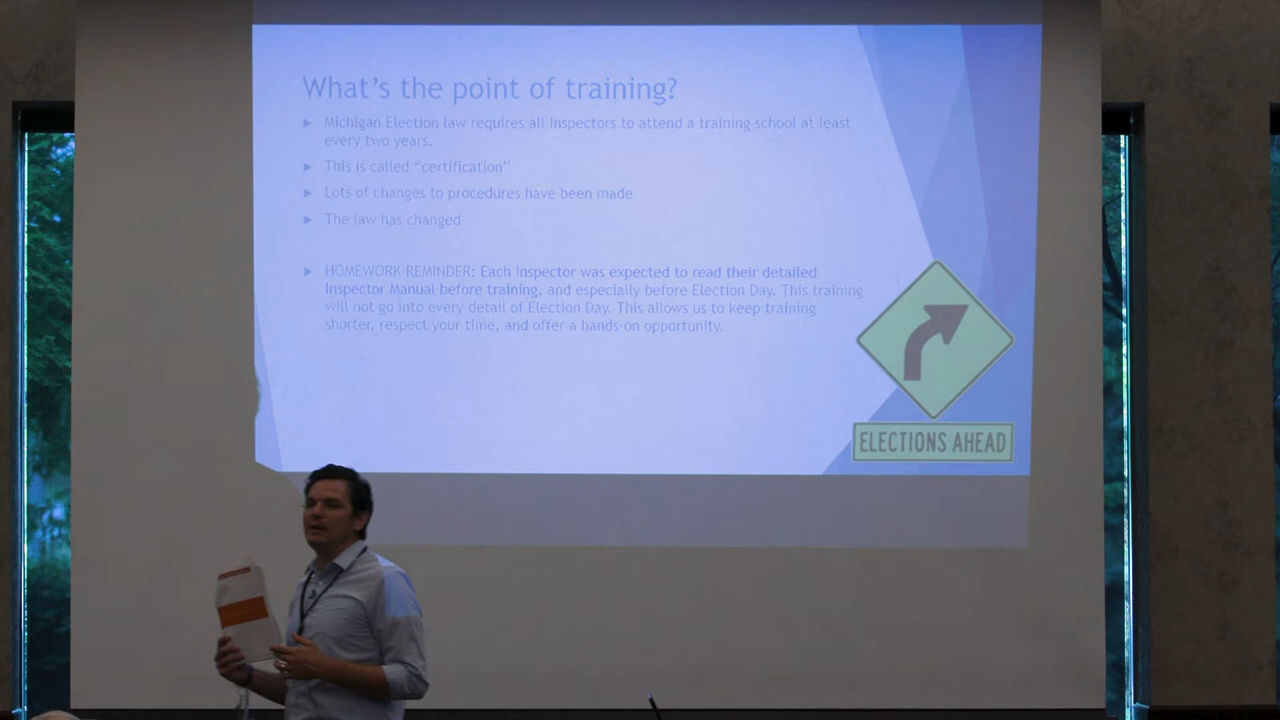 What's the point of training?
Michigan Election law requires all Inspectors to attend a training school at least
every two years.
This is called "certification"
Lots of changes to procedures have been made
The law has changed
HOMEWORK REMINDER: Each Inspector was expected to read their detailed
Inspector Manual before training, and especially before Election Day. This training
will not go into every detail of Election Day. This allows us to keep training
shorter, respect your time, and offer a hands-on opportunity.
ELECTIONS AHEAD